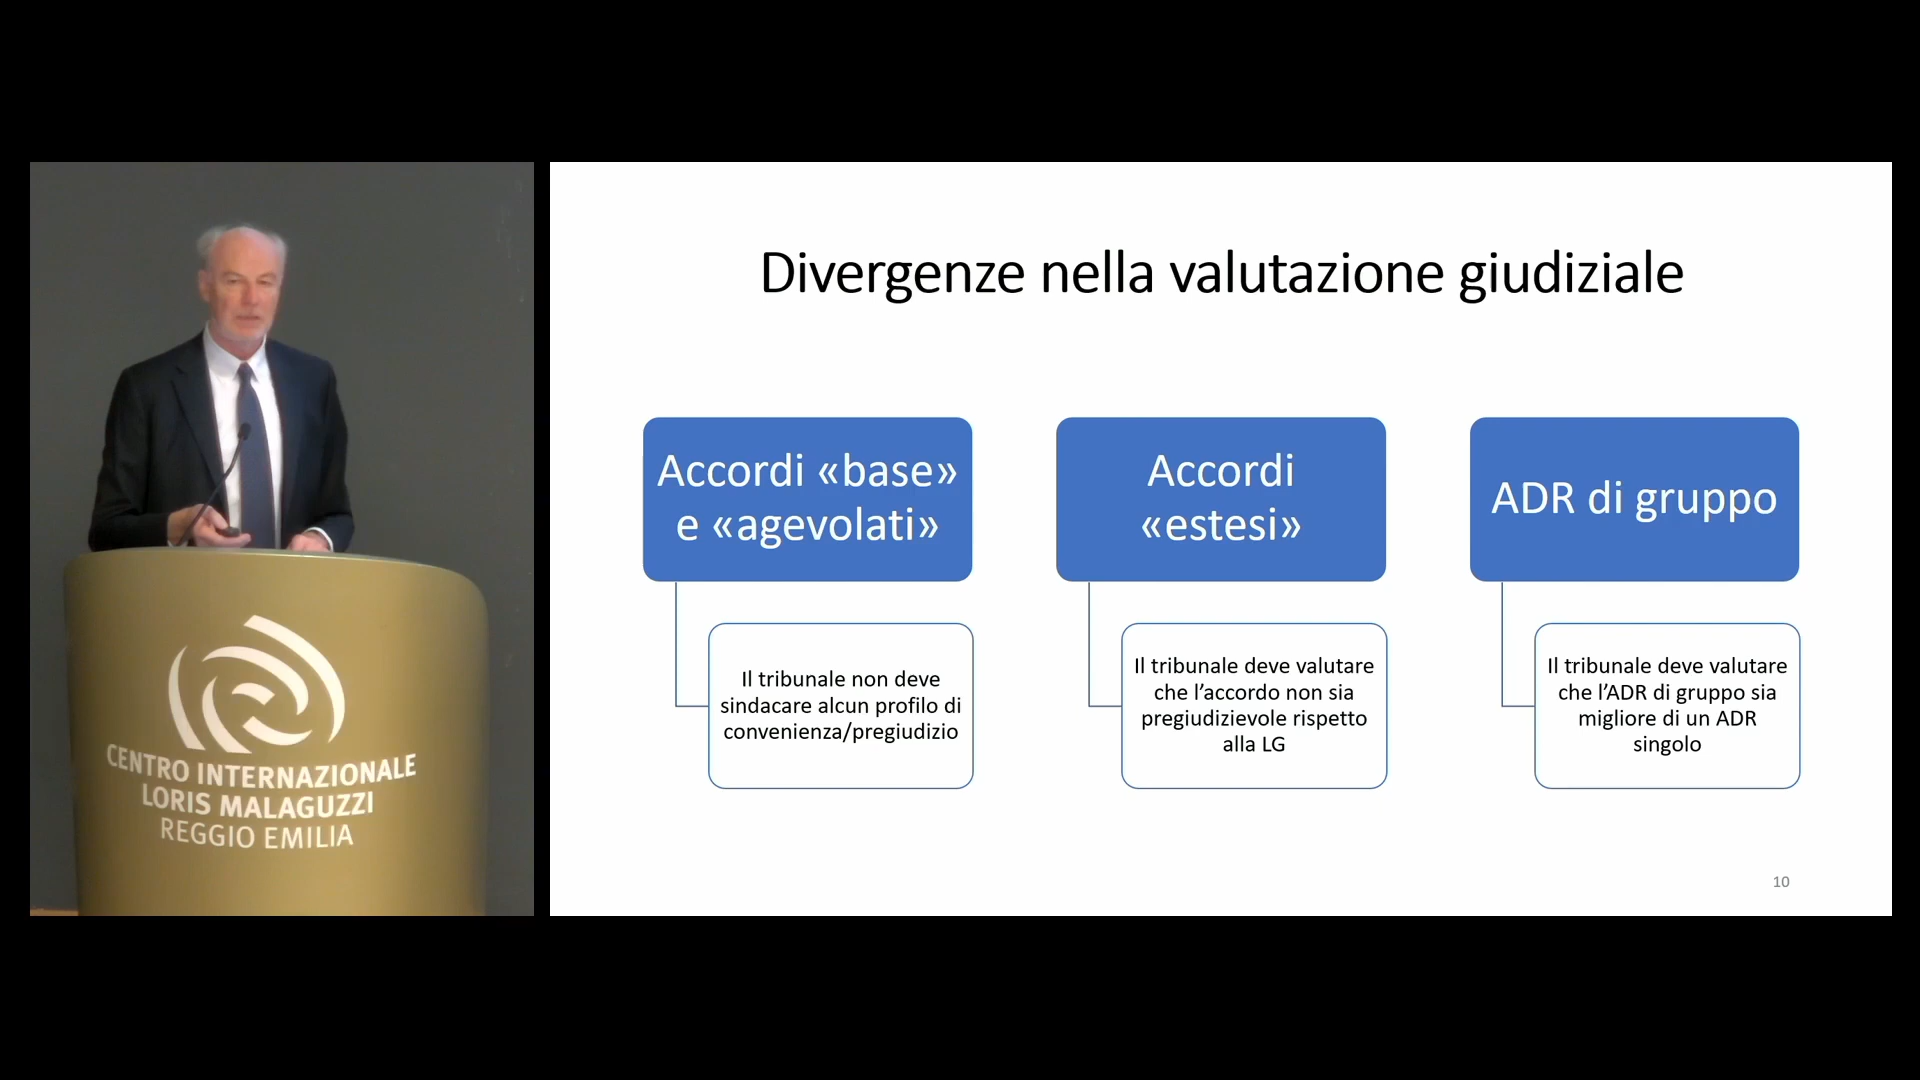 Divergenze nella valutazione giudiziale
Accordi «base»
e «agevolati»
Il tribunale non deve
sindacare alcun profilo di
convenienza/pregiudizio
Accordi
«estesi»
Il tribunale deve valutare
che l’accordo non sia
pregiudizievole rispetto
alla LG
ADR di gruppo
Il tribunale deve valutare
che l’ADR di gruppo sia
migliore di un ADR
singolo
10
CENTRO INTERNAZIONALE
LORIS MALAGUZZI
REGGIO EMILIA